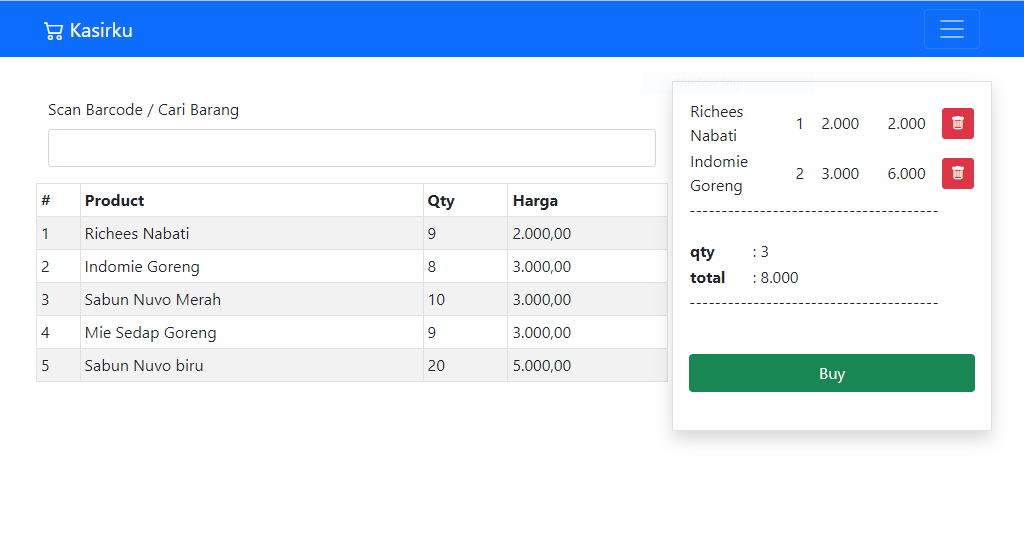 Kasirku
Scan Barcode / Cari Barang
# Product Qty Harga
1 Richees Nabati 9 2.000,00
2 Indomie Goreng 8 3.000,00
3 Sabun Nuvo Merah 10 3.000,00
4 Mie Sedap Goreng 9 3.000,00
5 Sabun Nuvo biru 20 5.000,00
Richees
Nabati 1 2.000 2.000
Indomie
Goreng 2 3.000 6.000
-----------------------------------
qty : 3
total : 8.000
-----------------------------------
Buy